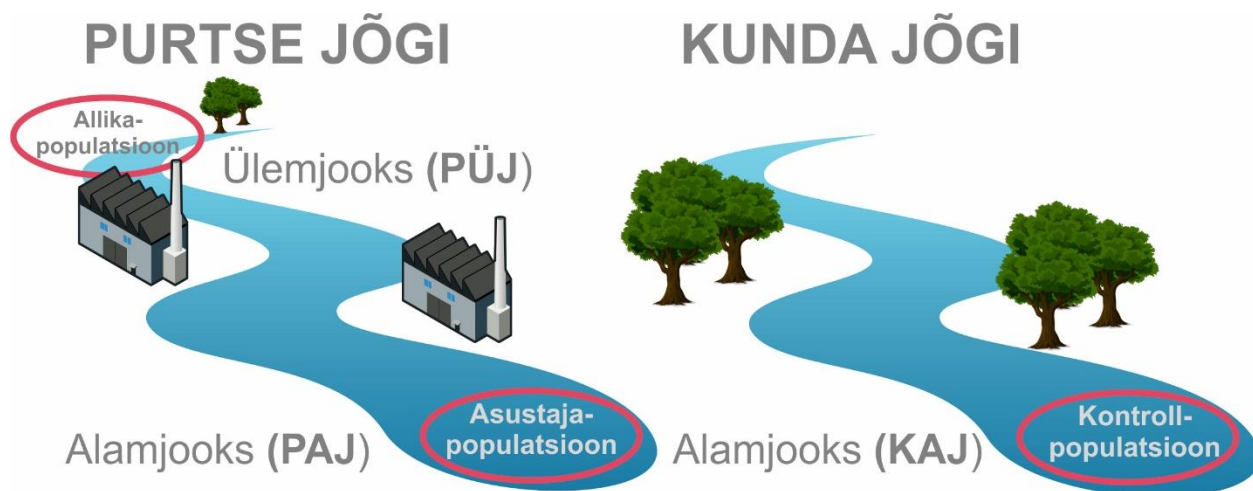 PURTSE JÕGI
Allika-
populatsioon
Ülemjooks (PÜJ)
Asustaja-
populatsioon
Alamjooks (PAJ)
KUNDA JÕGI
Kontroll-
populatsioon
Alamjooks (KAJ)